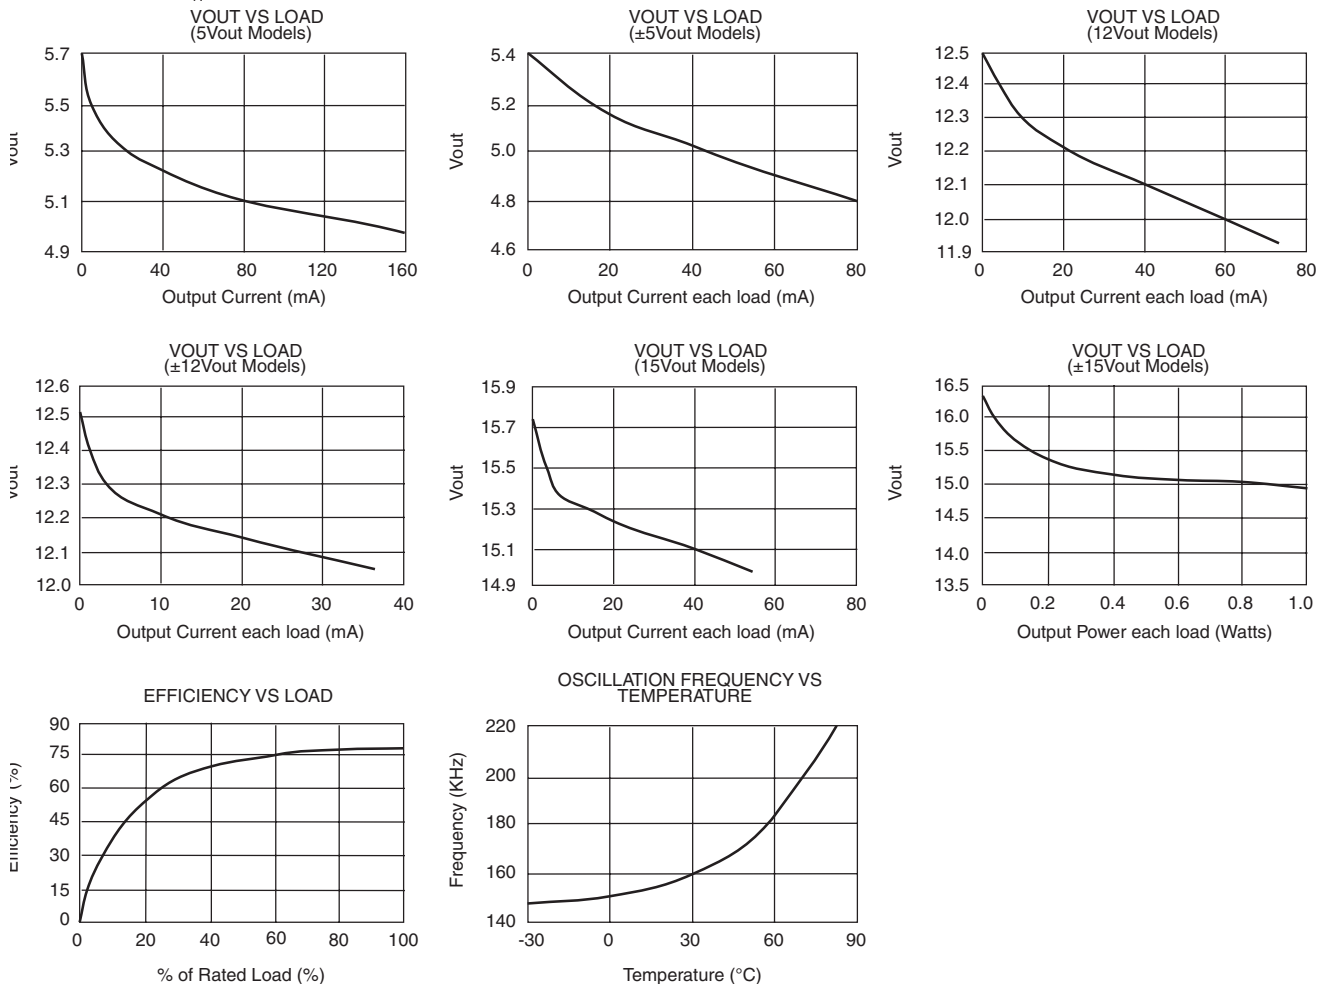 VOUT VS LOAD
(5Vout Models)
5.7
5.5
5.3
5.1
4.9
Vout
0 40 80 120 160
Output Current (mA)
VOUT VS LOAD
(±5Vout Models)
5.4
5.2
5.0
4.8
4.6
Vout
0 20 40 60 80
Output Current each load (mA)
VOUT VS LOAD
(12Vout Models)
12.5
12.4
12.3
12.2
12.1
12.0
11.9
Vout
0 20 40 60 80
Output Current each load (mA)
VOUT VS LOAD
(±12Vout Models)
12.6
12.5
12.4
12.3
12.2
12.1
12.0
Vout
0 10 20 30 40
Output Current each load (mA)
VOUT VS LOAD
(15Vout Models)
15.9
15.7
15.5
15.3
15.1
14.9
Vout
0 20 40 60 80
Output Current each load (mA)
VOUT VS LOAD
(±15Vout Models)
16.5
16.0
15.5
15.0
14.5
14.0
13.5
Vout
0 0.2 0.4 0.6 0.8 1.0
Output Power each load (Watts)
EFFICIENCY VS LOAD
90
75
60
45
30
15
0
Efficiency (%)
0 20 40 60 80 100
% of Rated Load (%)
OSCILLATION FREQUENCY VS
TEMPERATURE
220
200
180
160
140
Frequency (KHz)
-30 0 30 60 90
Temperature (°C)